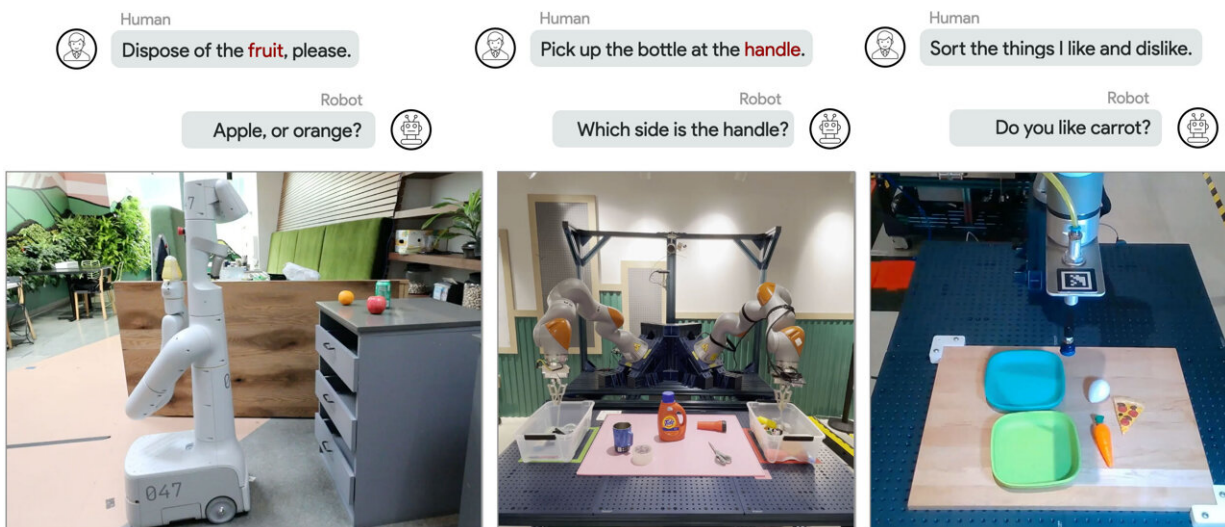 Human
Dispose of the fruit, please.
Robot
Apple, or orange?
Human
Pick up the bottle at the handle.
Robot
Which side is the handle?
Human
Sort the things I like and dislike.
Robot
Do you like carrot?
7
047
Tide